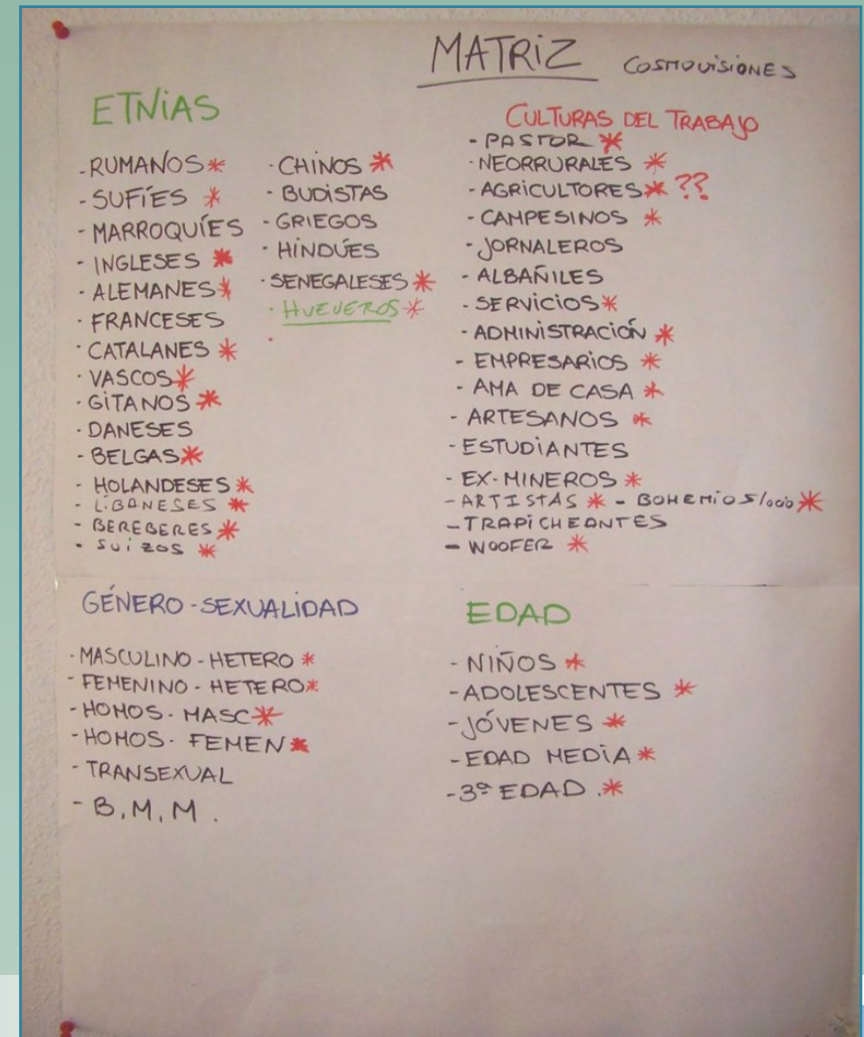 MATRIZ COSMOVISIONES
ETNIAS
-RUMANOS*
- SUFÍES *
- MARROQUÍES
- INGLESES *
- ALEMANES*
- FRANCESES
· CATALANES *
· VASCOS*
- GITANOS*
- DANESES
- BELGAS*
- HOLANDESES *
- LIBANESES *
- BEREBERES *
- SUIZOS *
· CHINOS *
- BUDISTAS
- GRIEGOS
- HINDÚES
· SENEGALESES *
· HUEVEROS *
CULTURAS DEL TRABAJO
- PASTOR *
· NEORRURALES *
- AGRICULTORES* ??
- CAMPESINOS *
- JORNALEROS
- ALBAÑILES
- SERVICIOS*
- ADMINISTRACIÓN *
- EMPRESARIOS *
- AMA DE CASA *
- ARTESANOS *
- ESTUDIANTES
- EX-MINEROS *
- ARTISTAS * - BOHEMIOS/ocio *
- TRAPICHEANTES
- WOOFER *
GÉNERO - SEXUALIDAD
- MASCULINO - HETERO *
- FEMENINO - HETERO*
- HOMOS. MASC*
- HOMOS. FEMEN*
- TRANSEXUAL
- B.M.M.
EDAD
- NIÑOS *
- ADOLESCENTES *
- JÓVENES *
- EDAD MEDIA *
- 3ª EDAD .*